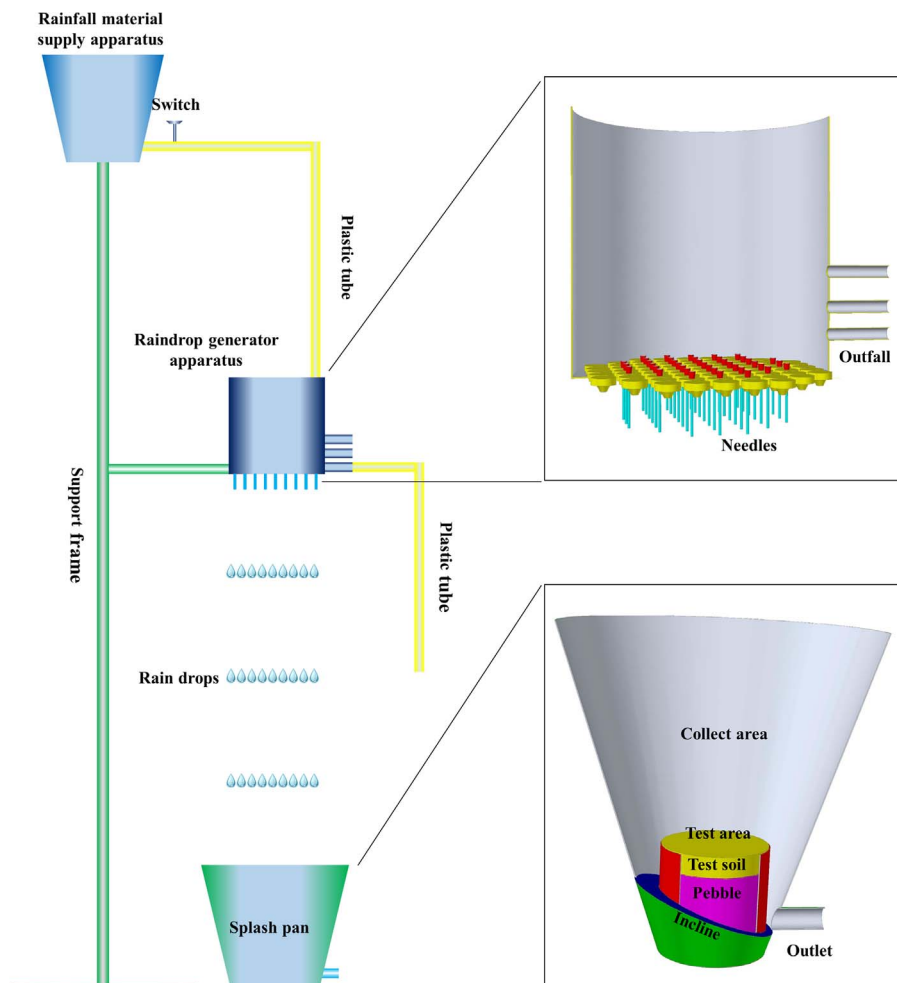 Rainfall material
supply apparatus
Switch
Plastic tube
Raindrop generator
apparatus
Outfall
Needles
Support frame
Plastic tube
Rain drops
Collect area
Test area
Test soil
Pebble
Incline
Splash pan
Outlet